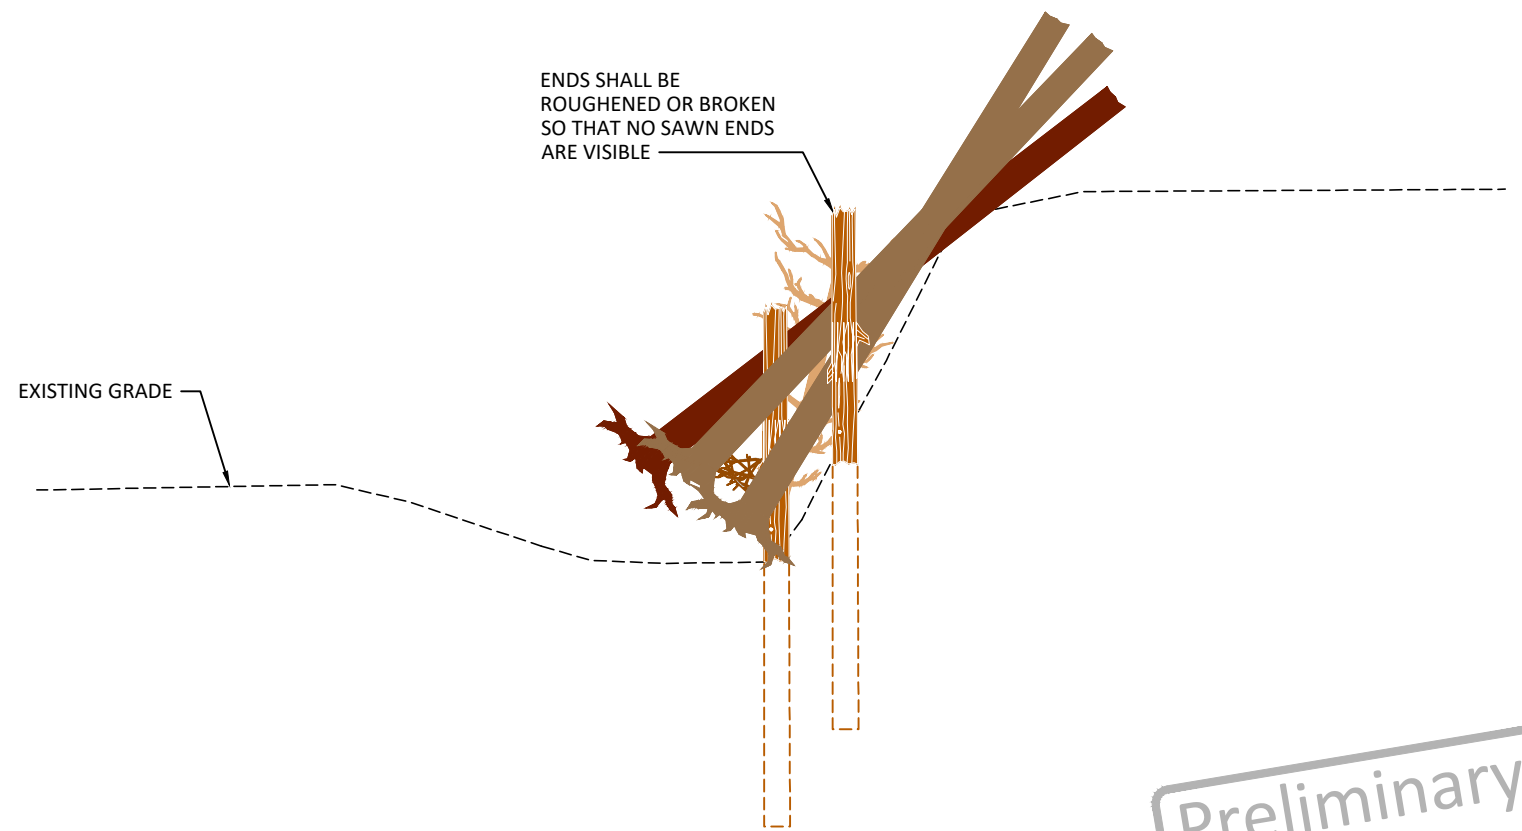 ENDS SHALL BE
ROUGHENED OR BROKEN
SO THAT NO SAWN ENDS
ARE VISIBLE
EXISTING GRADE
Preliminary